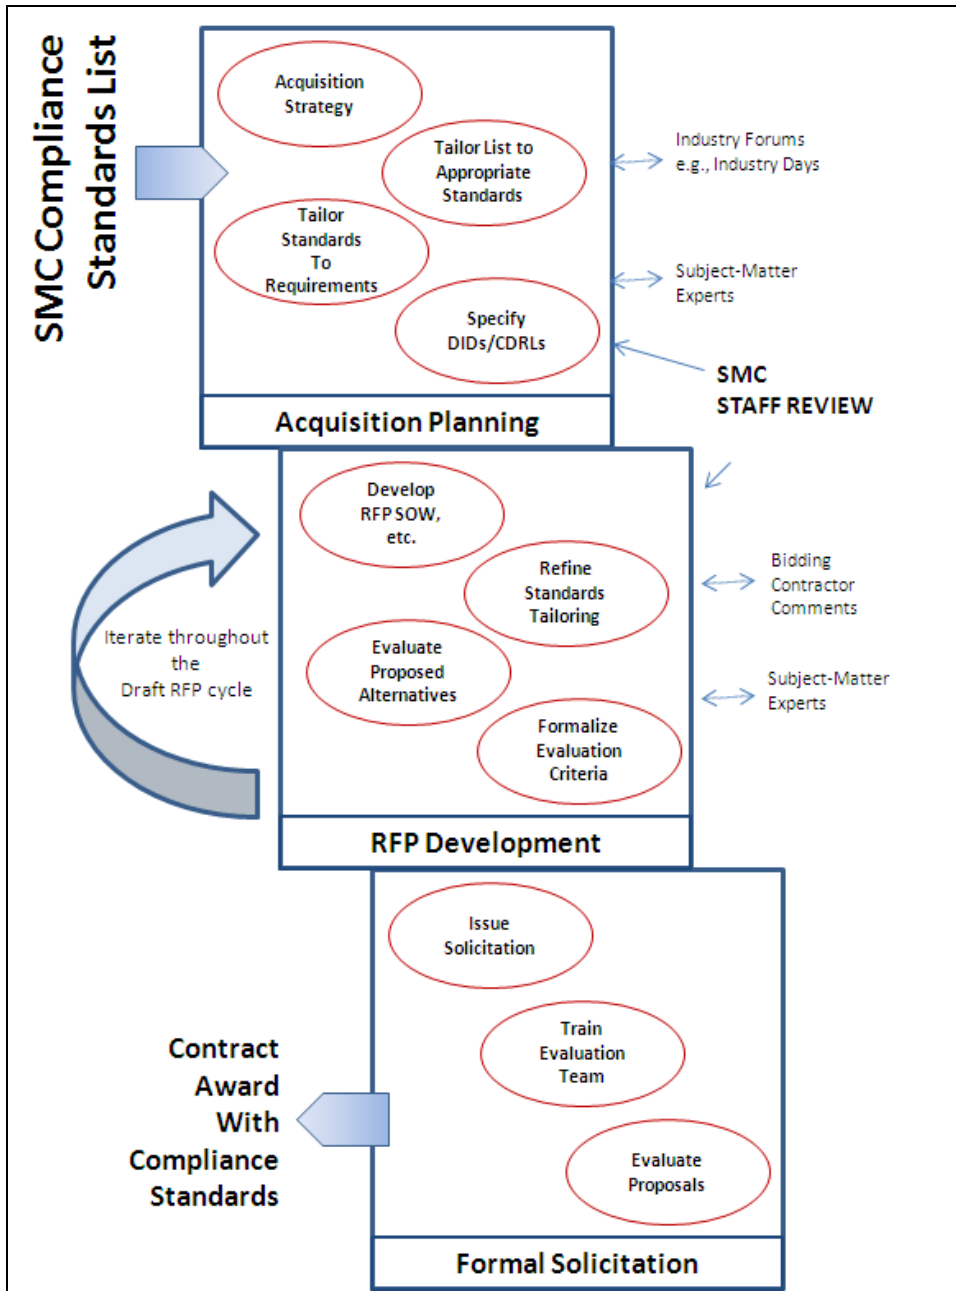 SMC Compliance
Standards List
Acquisition
Strategy
Tailor List to
Appropriate
Standards
Tailor
Standards
To
Requirements
Specify
DIDs/CDRLs
Acquisition Planning
Industry Forums
e.g., Industry Days
Subject-Matter
Experts
SMC
STAFF REVIEW
Develop
RFP SOW,
etc.
Refine
Standards
Tailoring
Evaluate
Proposed
Alternatives
Formalize
Evaluation
Criteria
RFP Development
Iterate throughout
the
Draft RFP cycle
Bidding
Contractor
Comments
Subject-Matter
Experts
Issue
Solicitation
Train
Evaluation
Team
Evaluate
Proposals
Formal Solicitation
Contract
Award
With
Compliance
Standards